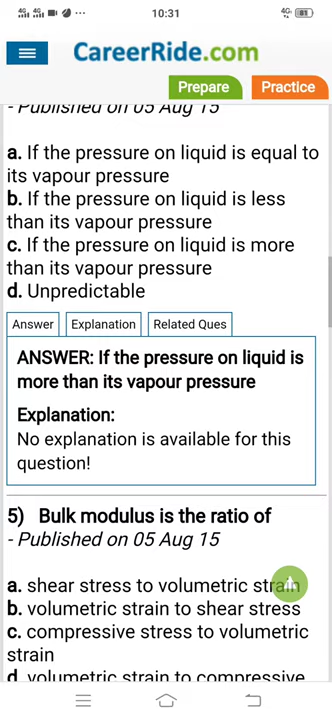 10:31
4G
81
CareerRide.com
Prepare
Practice
- Published on 05 Aug 15
a. If the pressure on liquid is equal to
its vapour pressure
b. If the pressure on liquid is less
than its vapour pressure
c. If the pressure on liquid is more
than its vapour pressure
d. Unpredictable
Answer
Explanation
Related Ques
ANSWER: If the pressure on liquid is
more than its vapour pressure
Explanation:
No explanation is available for this
question!
5) Bulk modulus is the ratio of
- Published on 05 Aug 15
a. shear stress to volumetric strain
b. volumetric strain to shear stress
c. compressive stress to volumetric
strain
d. volumetric strain to compressive